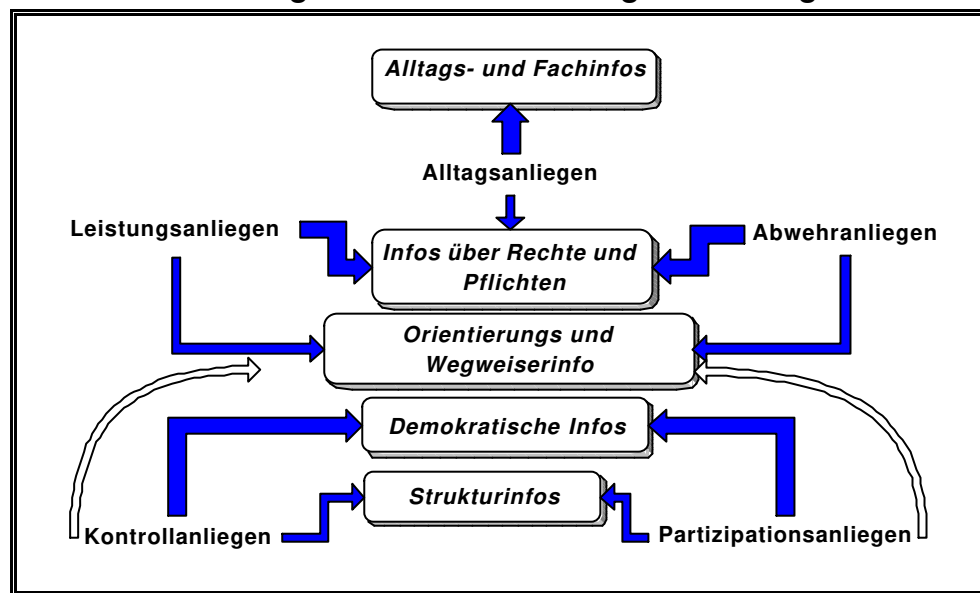 Alltags- und Fachinfos
Alltagsanliegen
Leistungsanliegen
Abwehranliegen
Infos über Rechte und
Pflichten
Orientierungs und
Wegweiserinfo
Demokratische Infos
Strukturinfos
Kontrollanliegen
Partizipationsanliegen